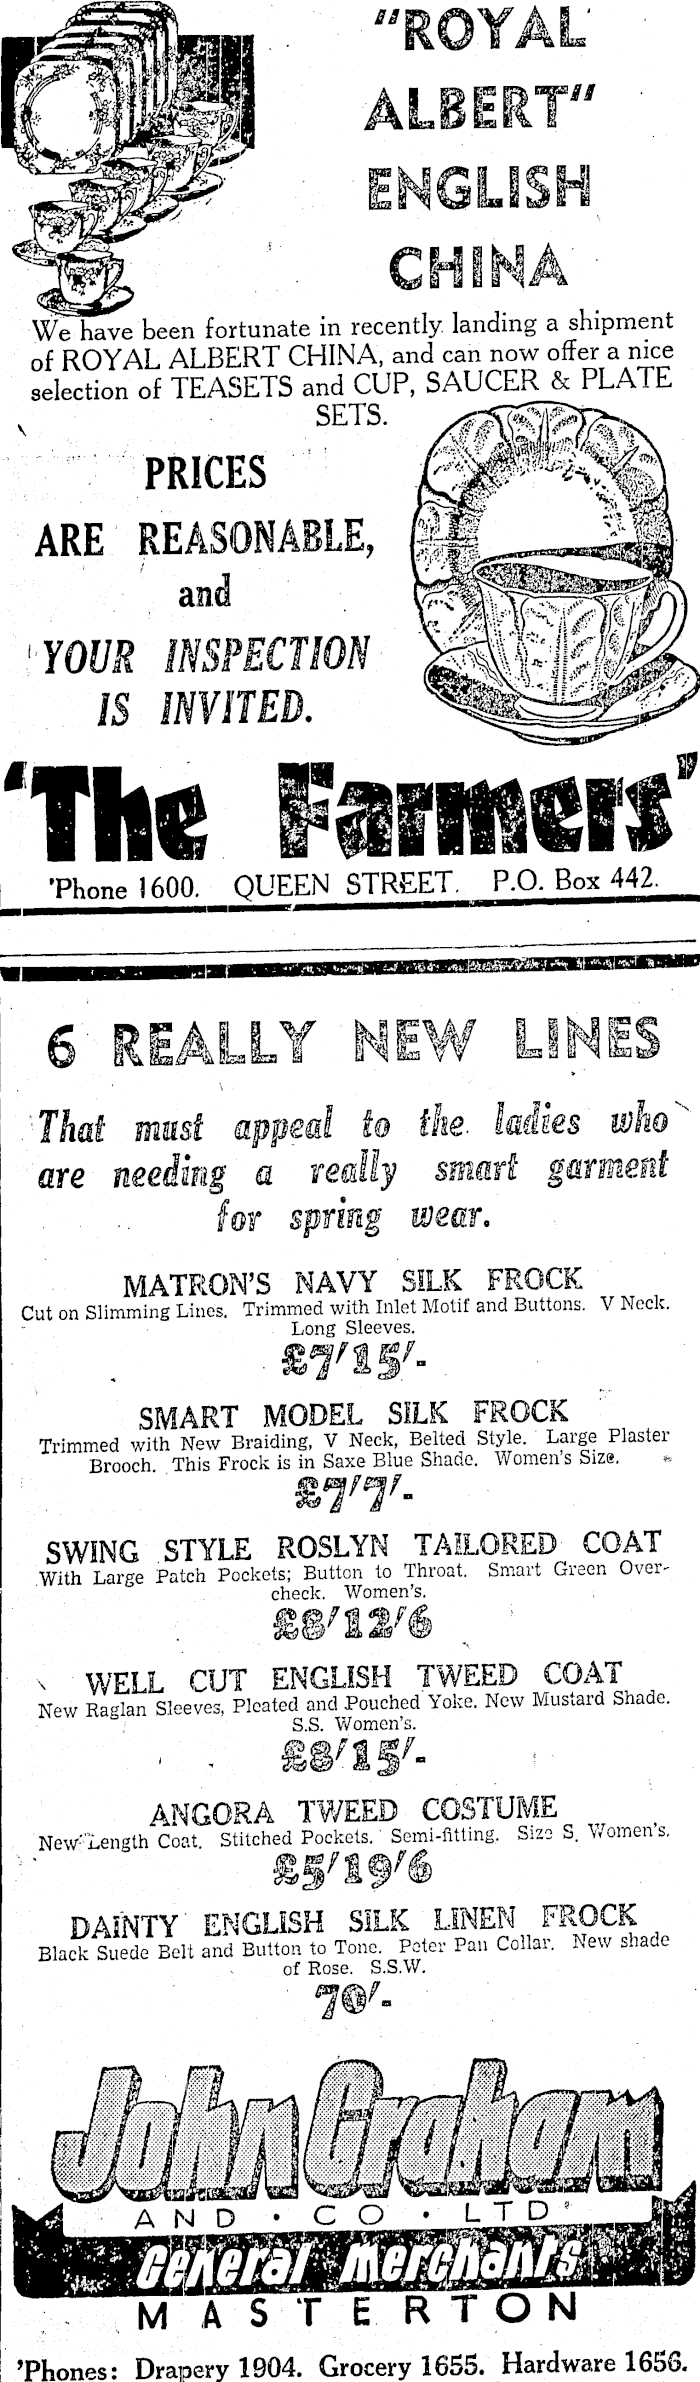 "ROYAL
ALBERT"
ENGLISH
CHINA
We have been fortunate in recently landing a shipment
of ROYAL ALBERT CHINA, and can now offer a nice
selection of TEASETS and CUP, SAUCER & PLATE
SETS.
PRICES
ARE REASONABLE,
and
YOUR INSPECTION
IS INVITED.
'The Farmers'
'Phone 1600. QUEEN STREET. P.O. Box 442.
6 REALLY NEW LINES
That must appeal to the ladies who
are needing a really smart garment
for spring wear.
MATRON'S NAVY SILK FROCK
Cut on Slimming Lines. Trimmed with Inlet Motif and Buttons. V Neck.
Long Sleeves.
£7'15'-
SMART MODEL SILK FROCK
Trimmed with New Braiding, V Neck, Belted Style. Large Plaster
Brooch. This Frock is in Saxe Blue Shade. Women's Size.
£7'7'-
SWING STYLE ROSLYN TAILORED COAT
With Large Patch Pockets; Button to Throat. Smart Green Over-
check. Women's.
£8'12'6
WELL CUT ENGLISH TWEED COAT
New Raglan Sleeves, Pleated and Pouched Yoke. New Mustard Shade.
S.S. Women's.
£8'15'-
ANGORA TWEED COSTUME
New Length Coat. Stitched Pockets. Semi-fitting. Size S. Women's.
£5'19'6
DAINTY ENGLISH SILK LINEN FROCK
Black Suede Belt and Button to Tone. Peter Pan Collar. New shade
of Rose. S.S.W.
70'-
John Graham
AND · CO · LTD
General Merchants
MASTERTON
'Phones: Drapery 1904. Grocery 1655. Hardware 1656.